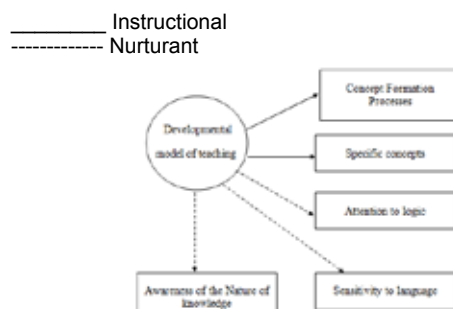 _________ Instructional
------------- Nurturant
Concept Formation
Processes
Developmental
model of teaching
Specific concepts
Attention to logic
Awareness of the Nature of
knowledge
Sensitivity to language